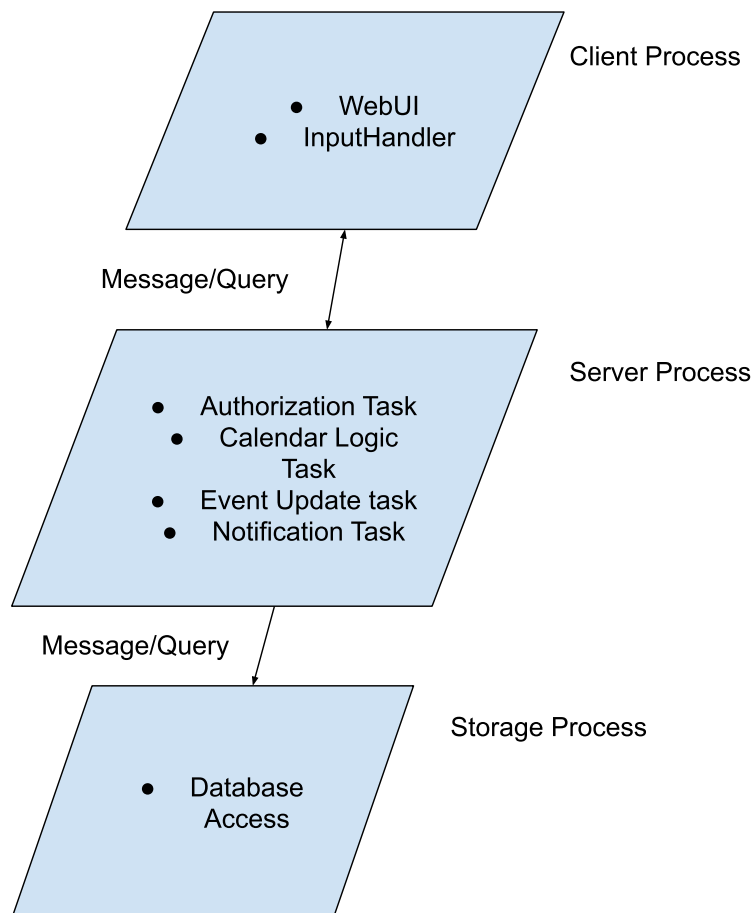 Client Process
● WebUI
● InputHandler
Message/Query
Server Process
● Authorization Task
● Calendar Logic
Task
● Event Update task
● Notification Task
Message/Query
Storage Process
● Database
Access